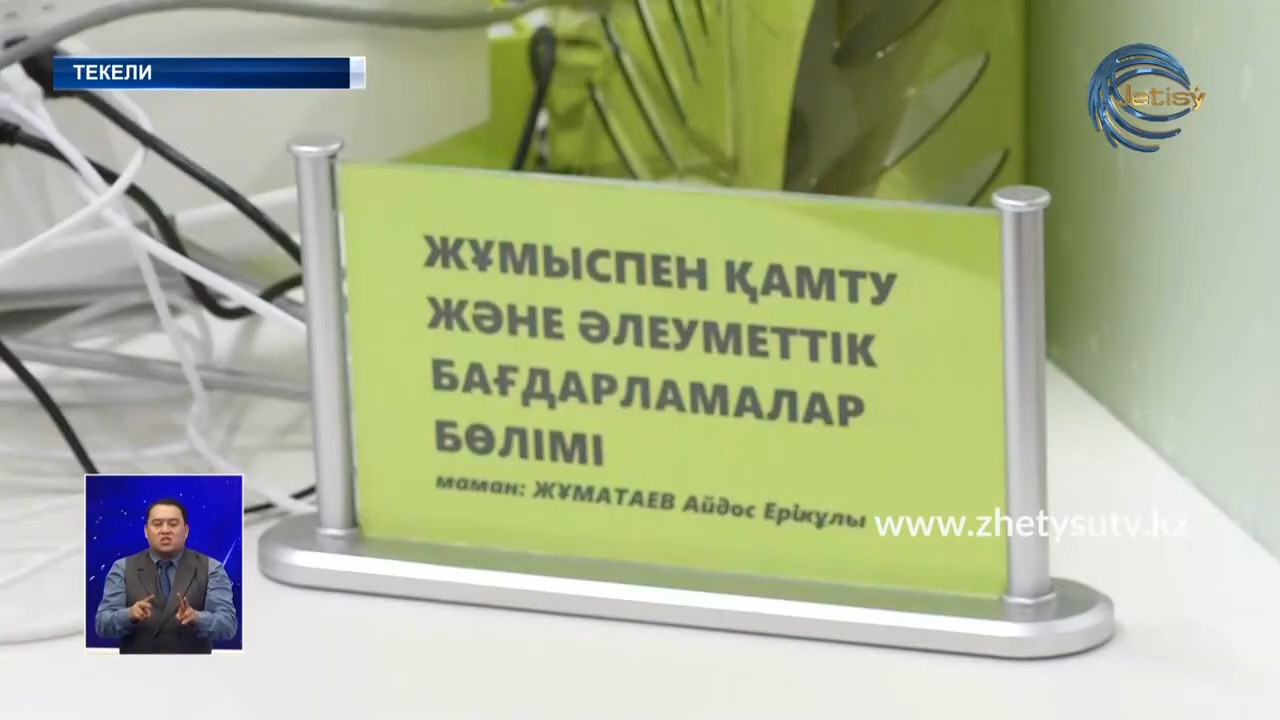 ТЕКЕЛИ
Jetisý
ЖҰМЫСПЕН ҚАМТУ
ЖӘНЕ ӘЛЕУМЕТТІК
БАҒДАРЛАМАЛАР
БӨЛІМІ
маман: ЖҰМАТАЕВ Айдос Ерікұлы
www.zhetysutv.kz